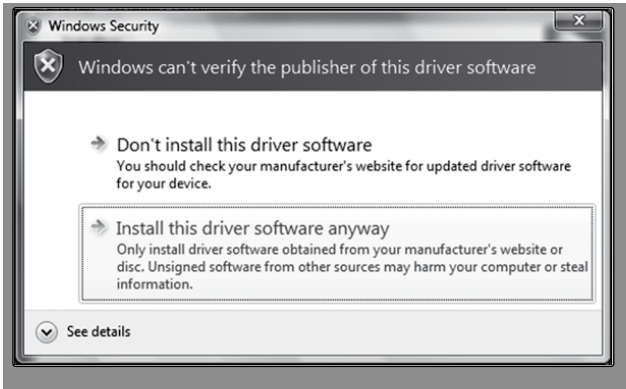 Windows Security
Windows can't verify the publisher of this driver software
Don't install this driver software
You should check your manufacturer's website for updated driver software
for your device.
Install this driver software anyway
Only install driver software obtained from your manufacturer's website or
disc. Unsigned software from other sources may harm your computer or steal
information.
See details